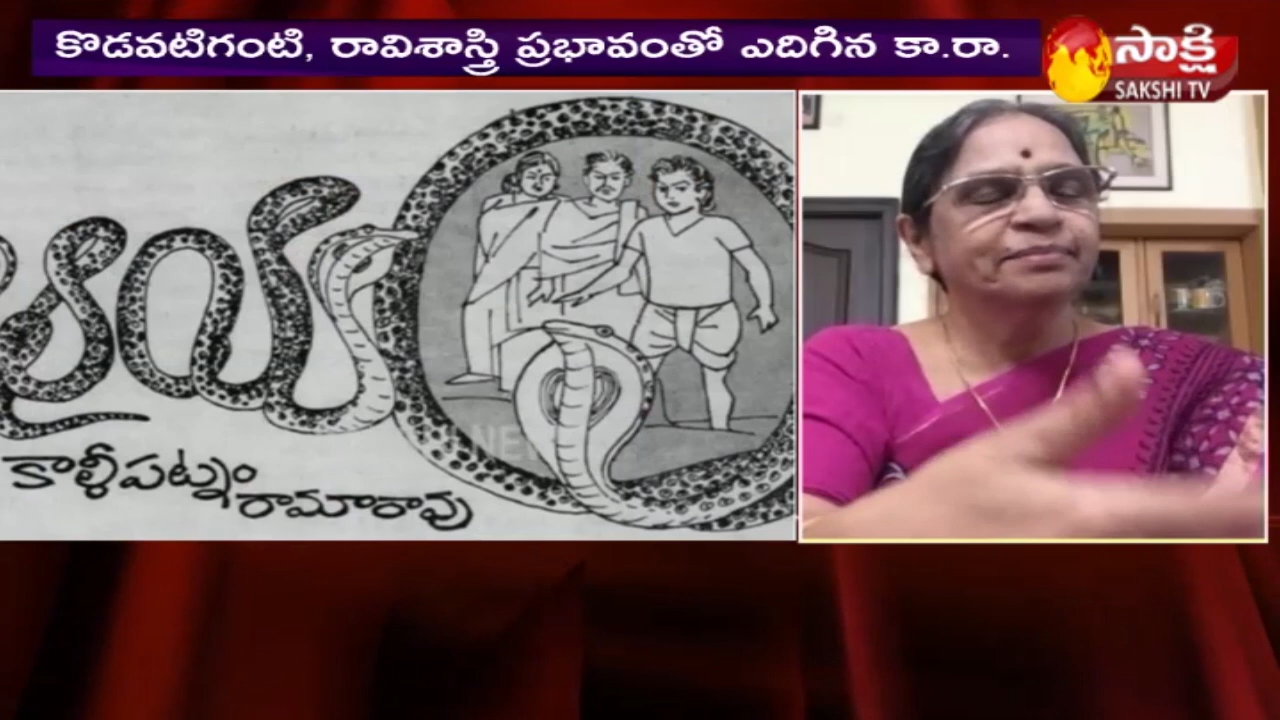 కొడవటిగంటి, రావిశాస్త్రి ప్రభావంతో ఎదిగిన కా.రా.
సాక్షి
SAKSHI TV
కాళీపట్నం
రామారావు